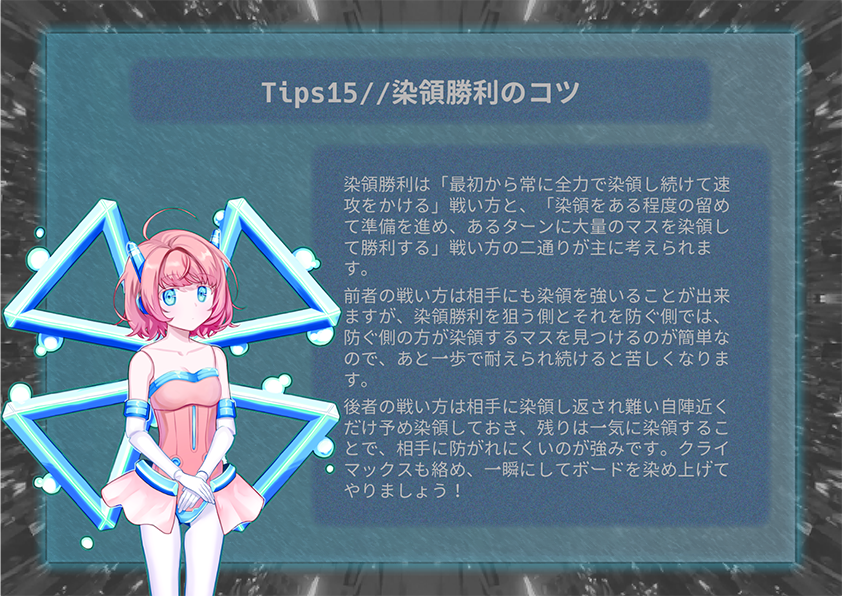 Tips15//染領勝利のコツ
染領勝利は「最初から常に全力で染領し続けて速
攻をかける」戦い方と、「染領をある程度の留め
て準備を進め、あるターンに大量のマスを染領し
て勝利する」戦い方の二通りが主に考えられま
す。
前者の戦い方は相手にも染領を強いることが出来
ますが、染領勝利を狙う側とそれを防ぐ側では、
防ぐ側の方が染領するマスを見つけるのが簡単な
ので、あと一歩で耐えられ続けると苦しくなりま
す。
後者の戦い方は相手に染領し返され難い自陣近く
だけ予め染領しておき、残りは一気に染領するこ
とで、相手に防がれにくいのが強みです。クライ
マックスも絡め、一瞬にしてボードを染め上げて
やりましょう！